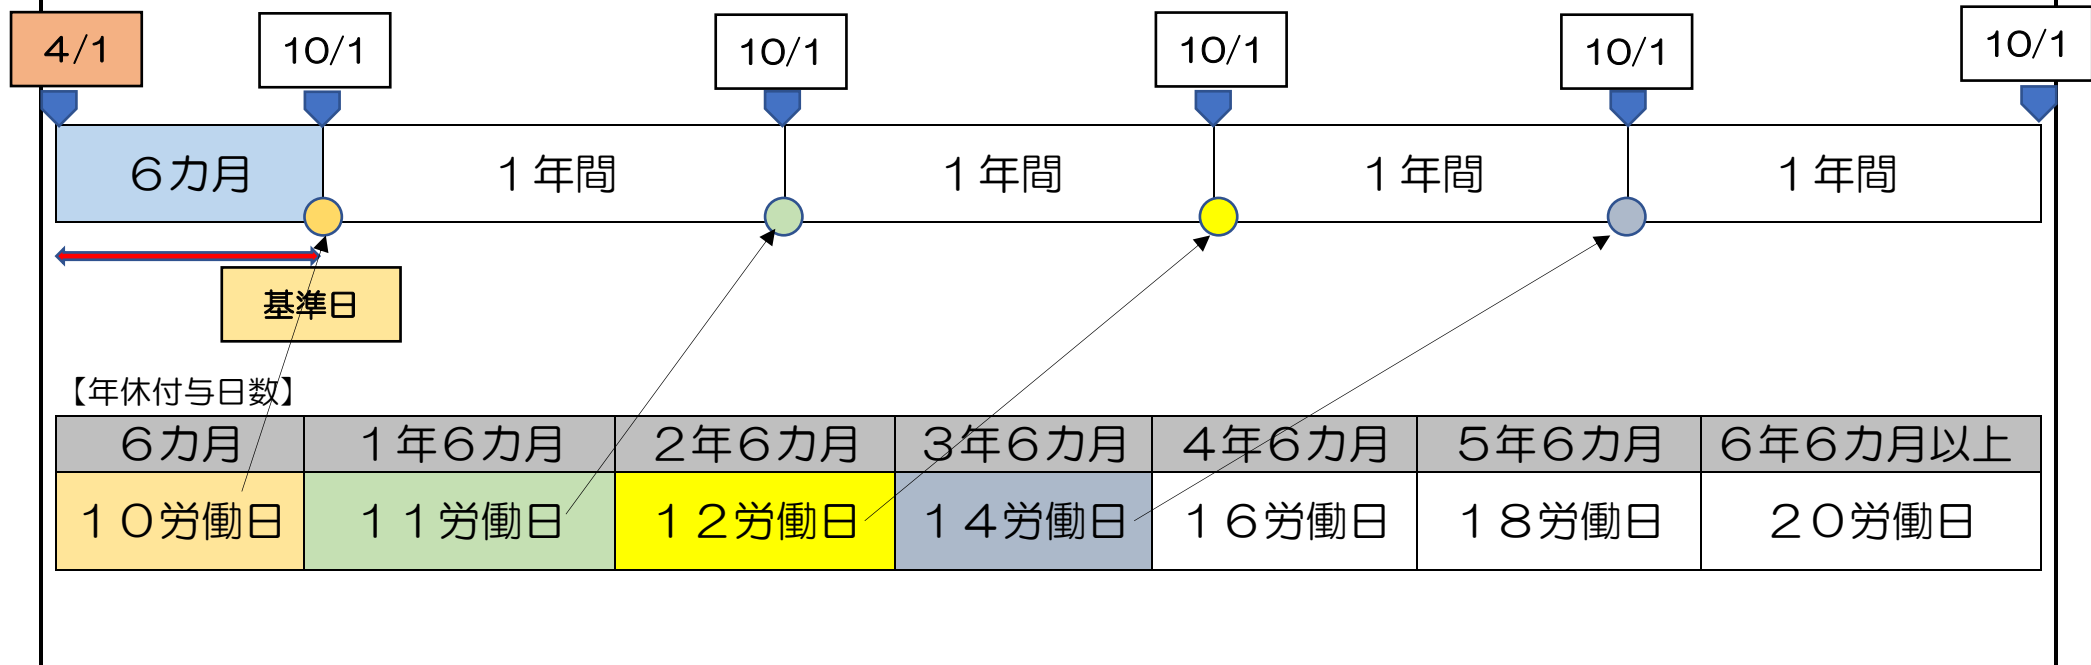 4/1 10/1 10/1 10/1 10/1 10/1
6カ月 1年間 1年間 1年間 1年間
基準日
【年休付与日数】
6カ月 1年6カ月 2年6カ月 3年6カ月 4年6カ月 5年6カ月 6年6カ月以上
10労働日 11労働日 12労働日 14労働日 16労働日 18労働日 20労働日